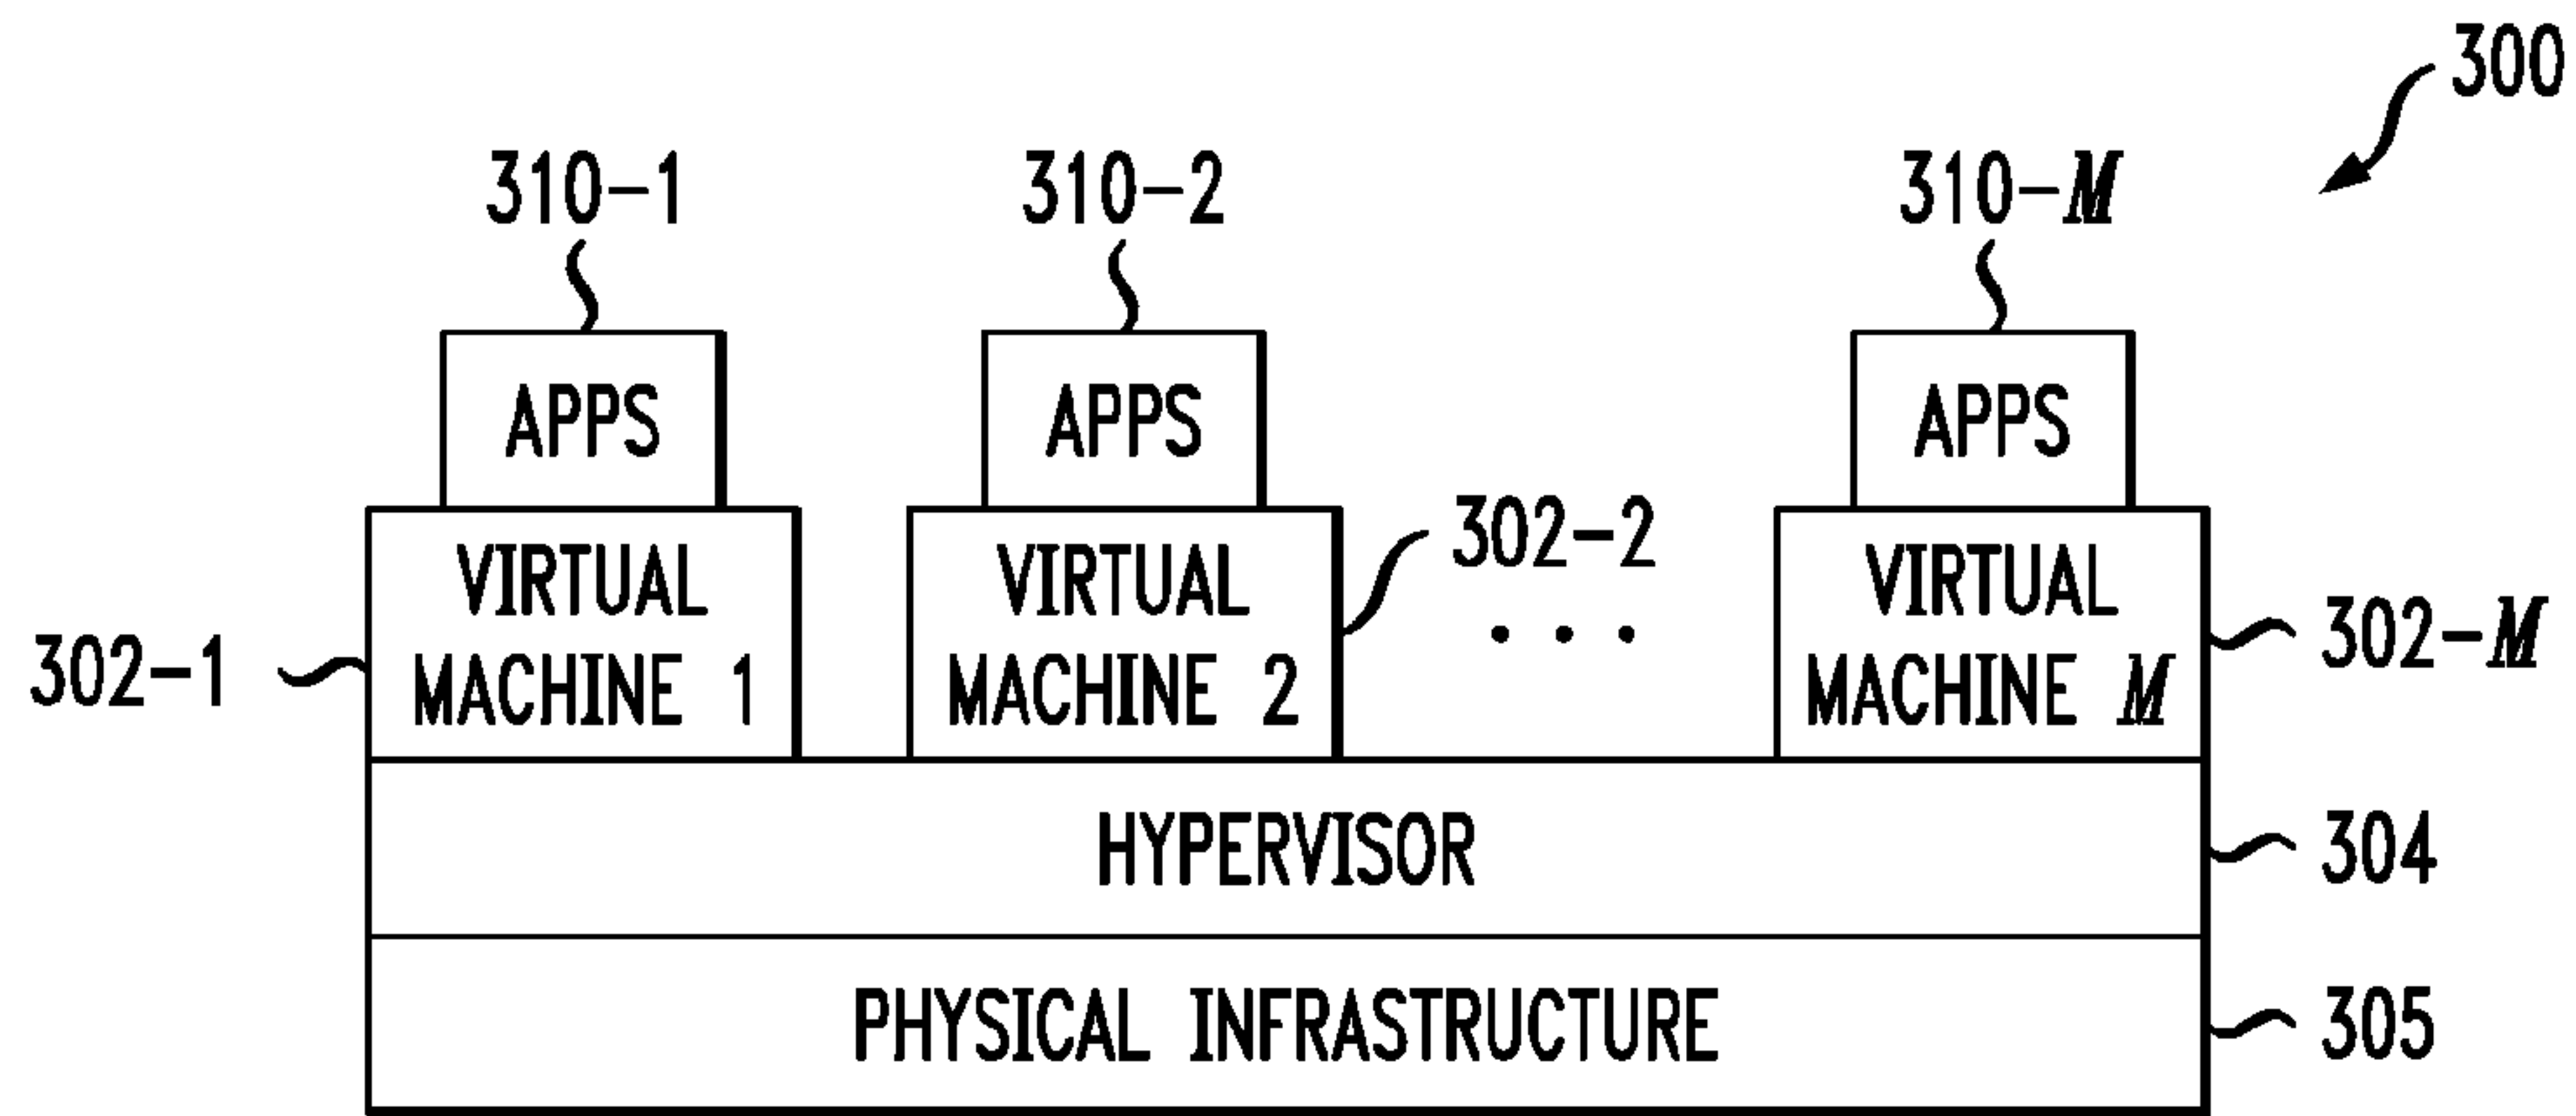 300
310-1
310-2
310-M
APPS
APPS
APPS
VIRTUAL
MACHINE 1
VIRTUAL
MACHINE 2
302-2
. . .
VIRTUAL
MACHINE M
302-1
302-M
HYPERVISOR
304
PHYSICAL INFRASTRUCTURE
305